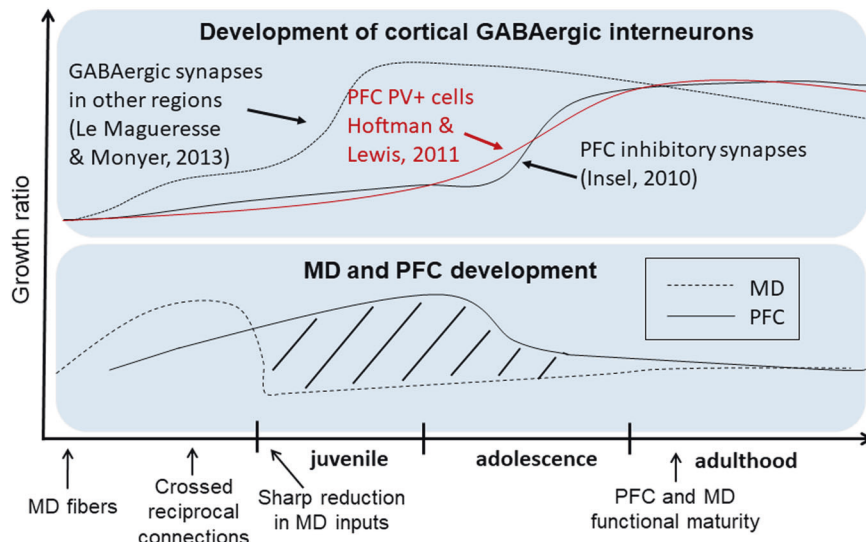 Development of cortical GABAergic interneurons
GABAergic synapses
in other regions
(Le Magueresse
& Monyer, 2013)
PFC PV+ cells
Hoftman &
Lewis, 2011
PFC inhibitory synapses
(Insel, 2010)
Growth ratio
MD and PFC development
MD
PFC
juvenile
adolescence
adulthood
MD fibers
Crossed
reciprocal
connections
Sharp reduction
in MD inputs
PFC and MD
functional maturity